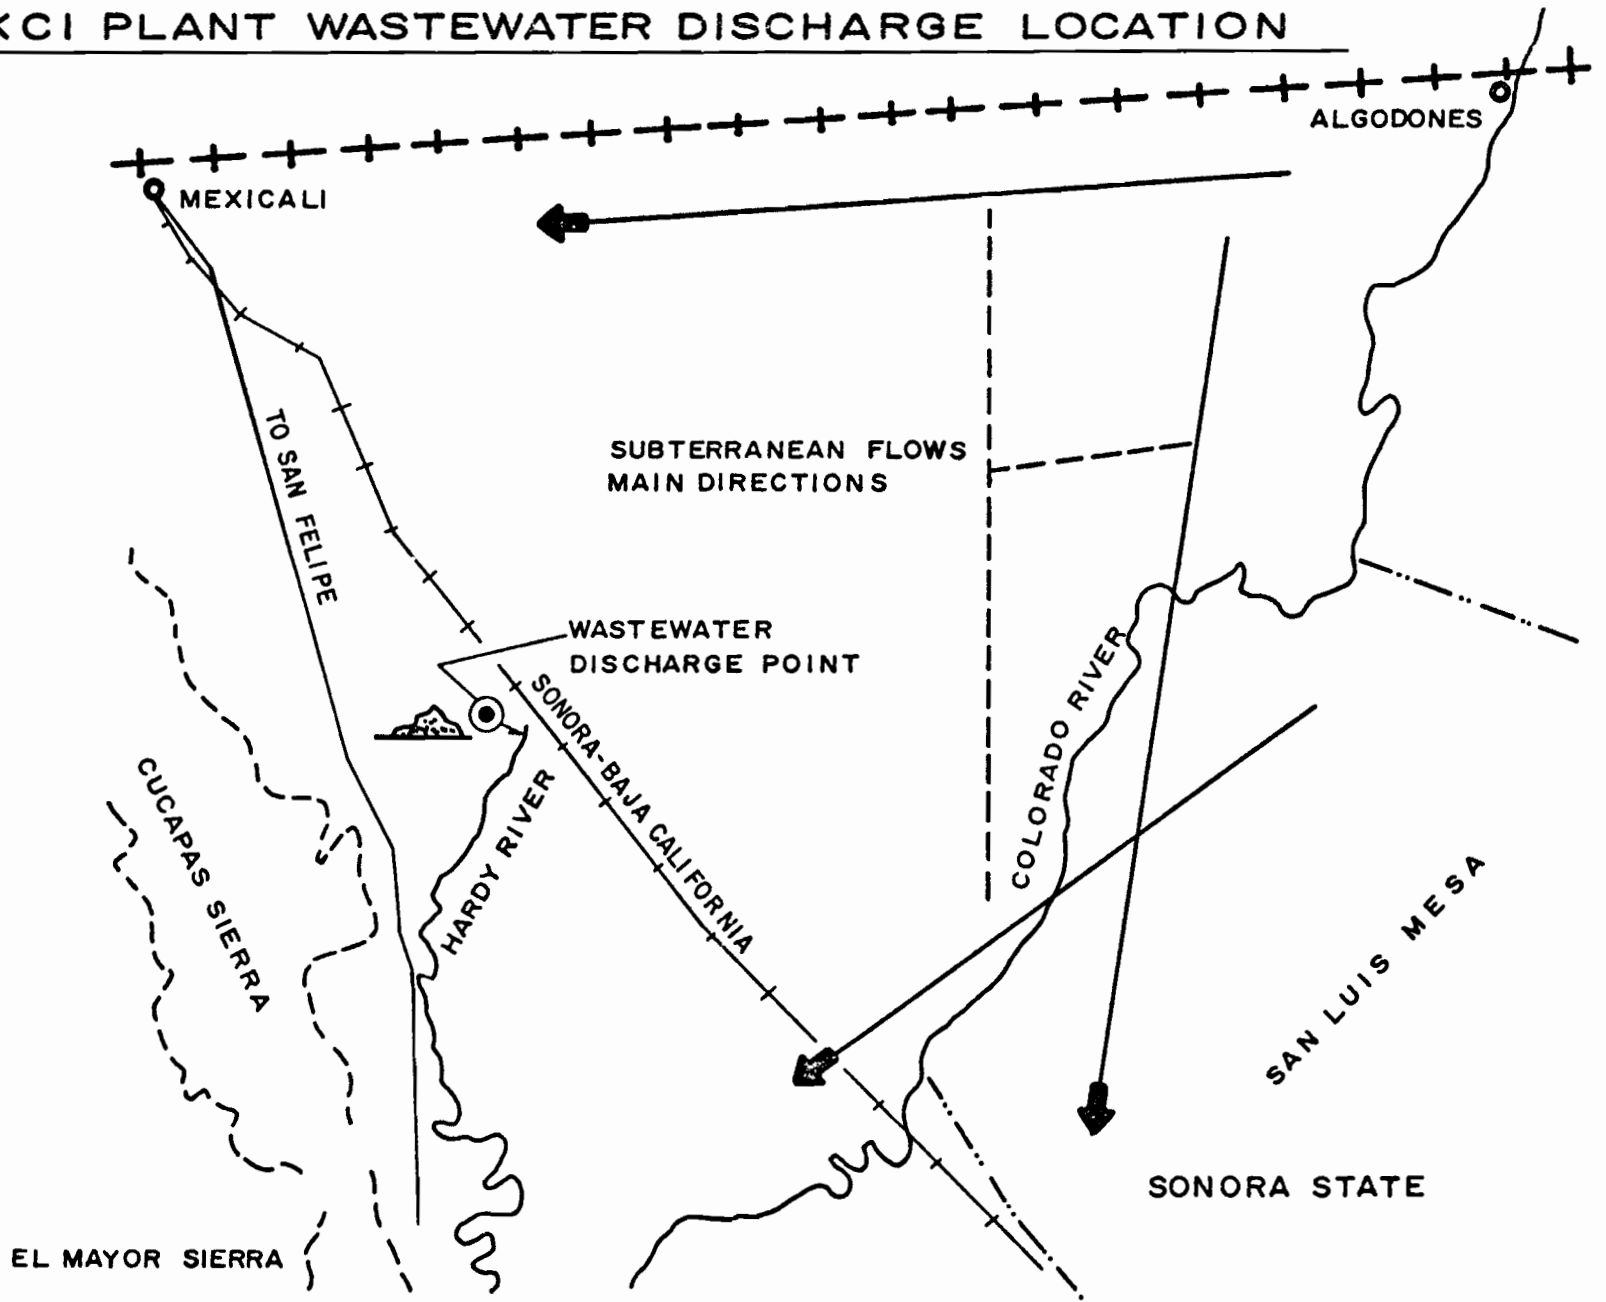 KCI PLANT WASTEWATER DISCHARGE LOCATION
ALGODONES
MEXICALI
TO SAN FELIPE
SUBTERRANEAN FLOWS
MAIN DIRECTIONS
WASTEWATER
DISCHARGE POINT
SONORA-BAJA CALIFORNIA
COLORADO RIVER
HARDY RIVER
CUCAPAS SIERRA
SAN LUIS MESA
SONORA STATE
EL MAYOR SIERRA